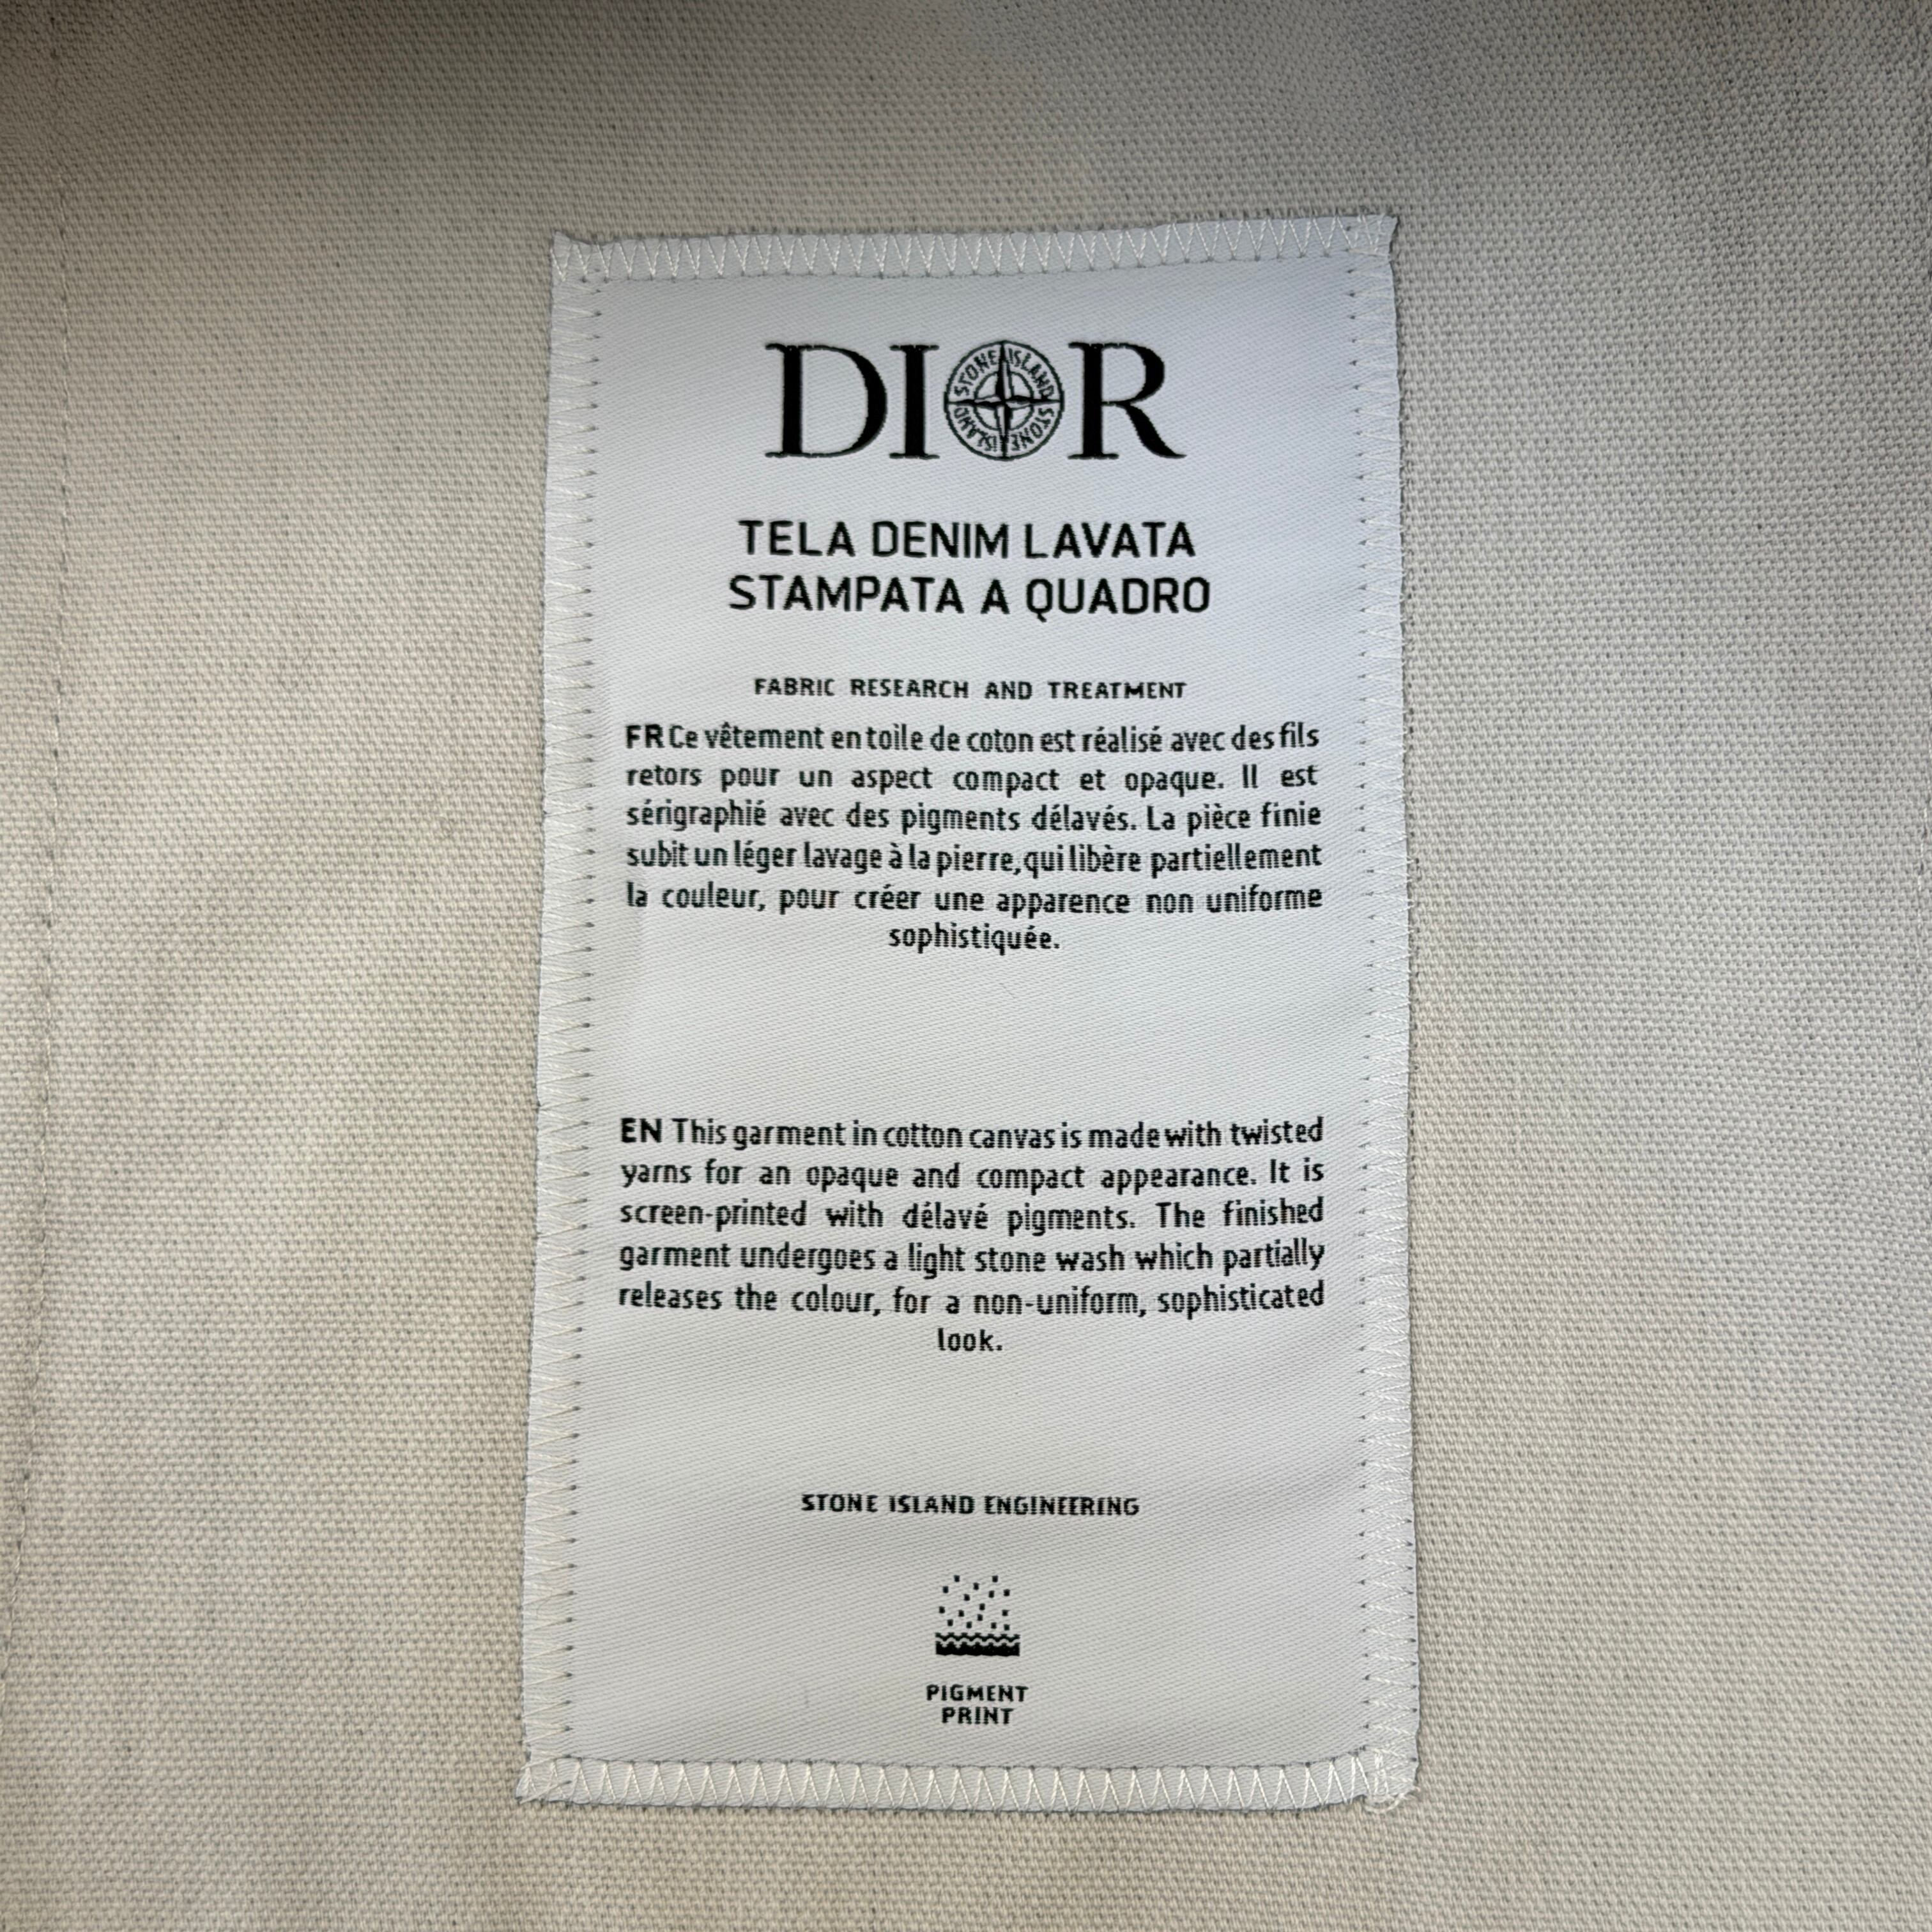 DIOR
STONE ISLAND STONE ISLAND
TELA DENIM LAVATA
STAMPATA A QUADRO
FABRIC RESEARCH AND TREATMENT
FR Ce vêtement en toile de coton est réalisé avec des fils
retors pour un aspect compact et opaque. Il est
sérigraphié avec des pigments délavés. La pièce finie
subit un léger lavage à la pierre, qui libère partiellement
la couleur, pour créer une apparence non uniforme
sophistiquée.
EN This garment in cotton canvas is made with twisted
yarns for an opaque and compact appearance. It is
screen-printed with délavé pigments. The finished
garment undergoes a light stone wash which partially
releases the colour, for a non-uniform, sophisticated
look.
STONE ISLAND ENGINEERING
PIGMENT
PRINT